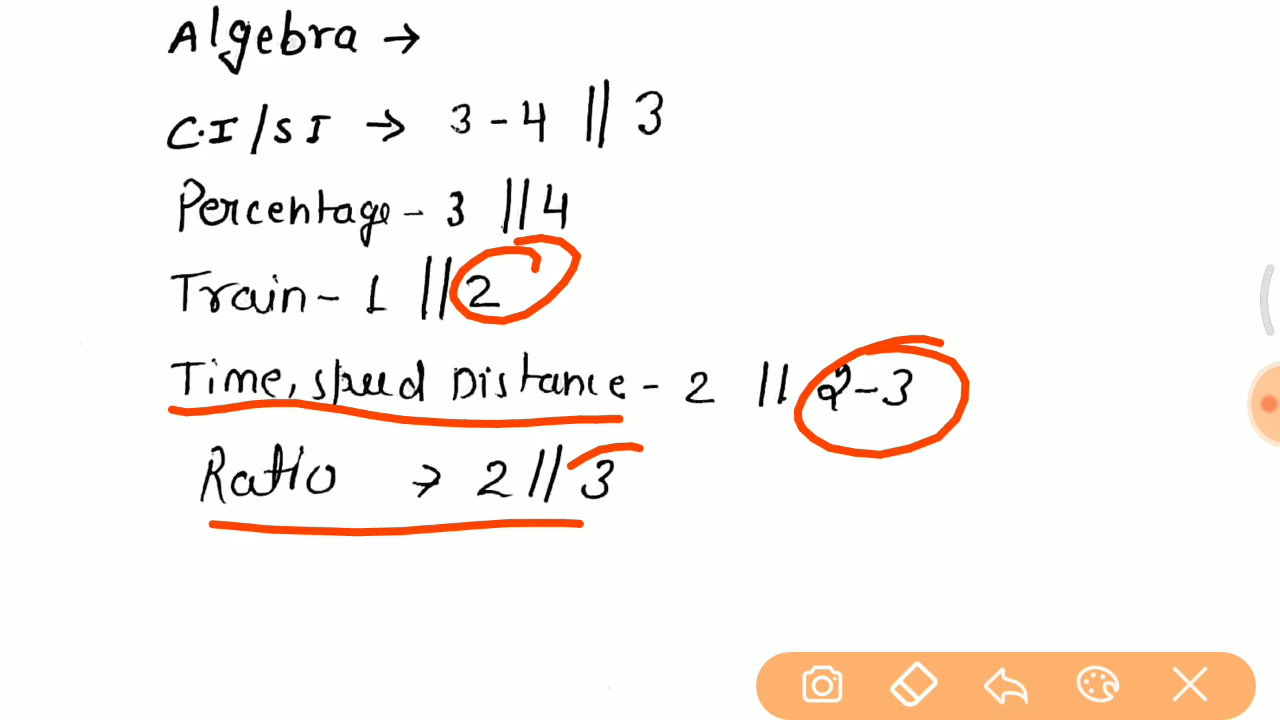 Algebra →
C.I/SI → 3-4 || 3
Percentage - 3 || 4
Train - 1 || 2
Time, speed Distance - 2 || 2-3
Ratio → 2 || 3